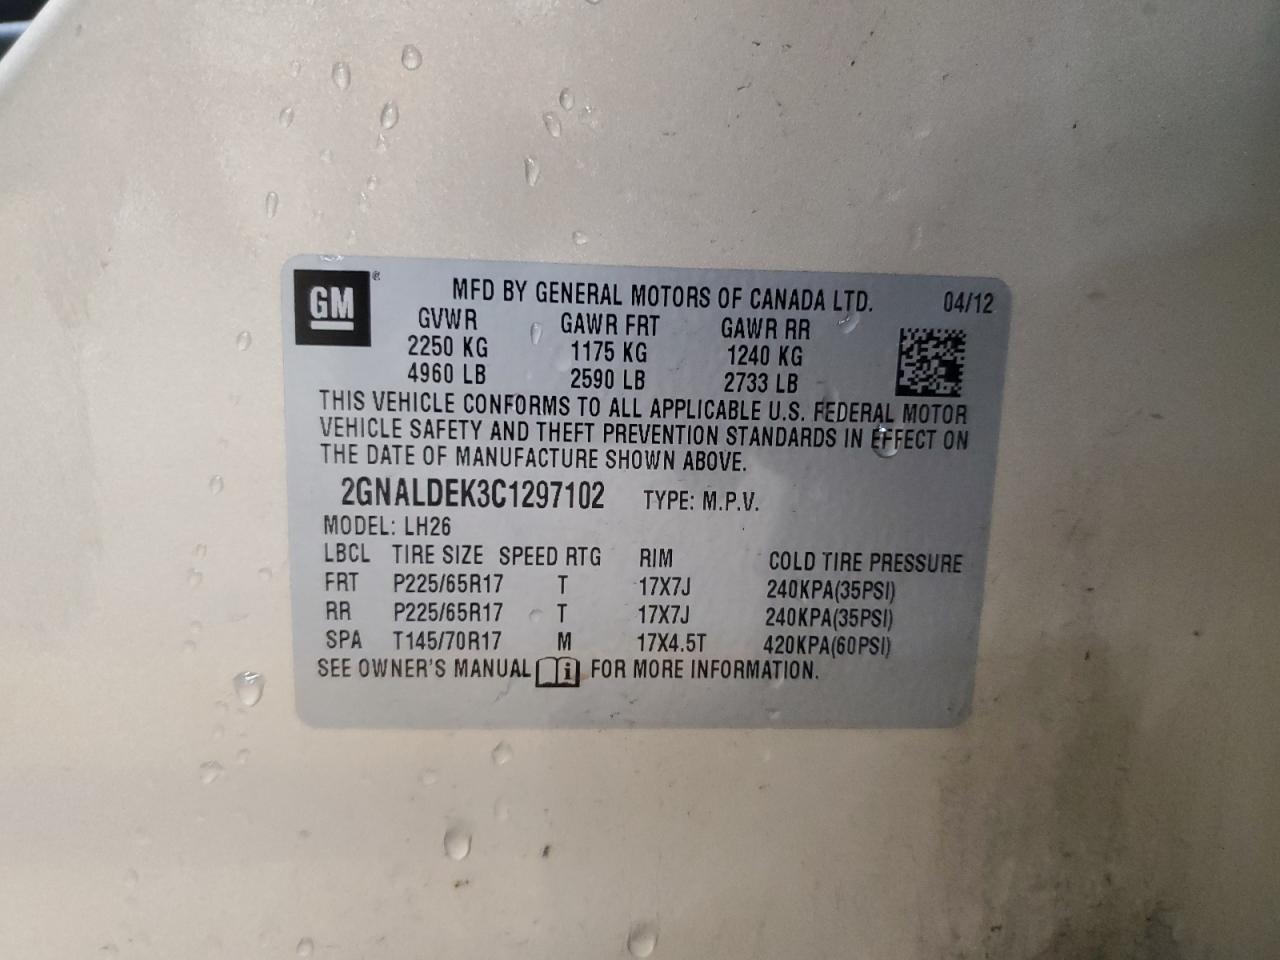 GM ®
MFD BY GENERAL MOTORS OF CANADA LTD. 04/12
GVWR GAWR FRT GAWR RR
2250 KG 1175 KG 1240 KG
4960 LB 2590 LB 2733 LB
THIS VEHICLE CONFORMS TO ALL APPLICABLE U.S. FEDERAL MOTOR
VEHICLE SAFETY AND THEFT PREVENTION STANDARDS IN EFFECT ON
THE DATE OF MANUFACTURE SHOWN ABOVE.
2GNALDEK3C1297102 TYPE: M.P.V.
MODEL: LH26
LBCL TIRE SIZE SPEED RTG RIM COLD TIRE PRESSURE
FRT P225/65R17 T 17X7J 240KPA(35PSI)
RR P225/65R17 T 17X7J 240KPA(35PSI)
SPA T145/70R17 M 17X4.5T 420KPA(60PSI)
SEE OWNER'S MANUAL i FOR MORE INFORMATION.